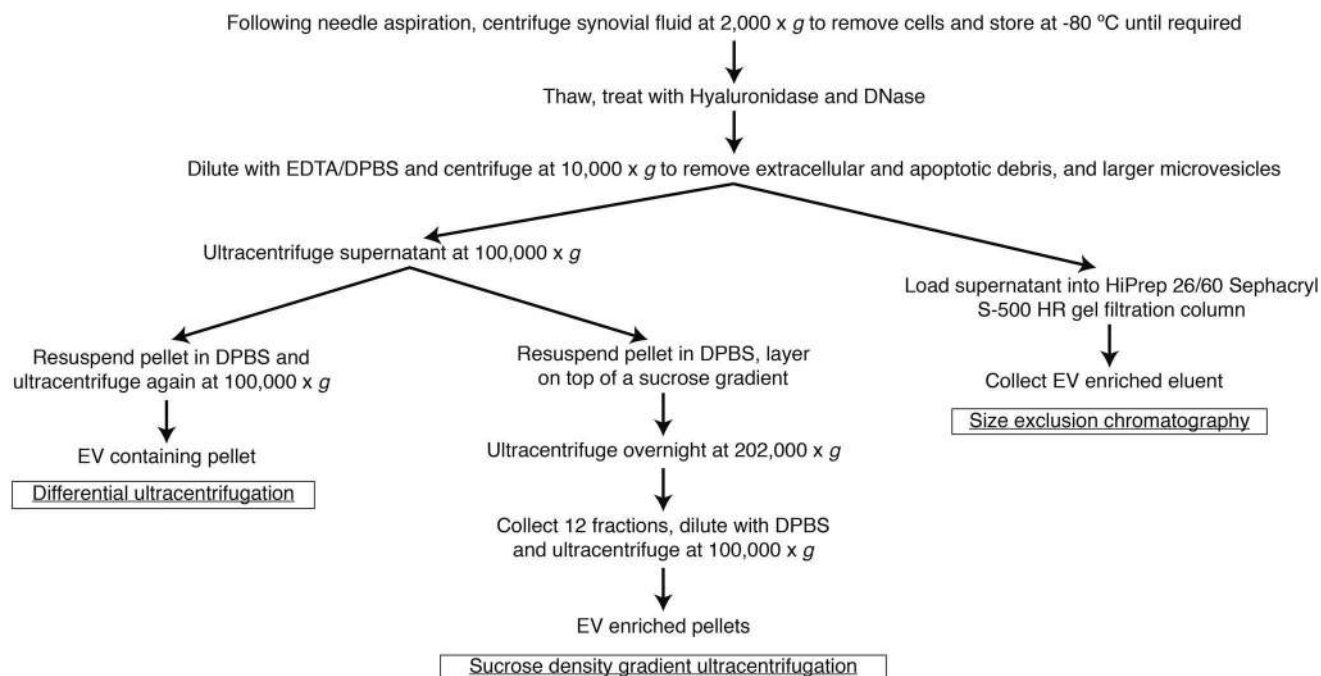 Following needle aspiration, centrifuge synovial fluid at 2,000 x g to remove cells and store at -80 ºC until required
Thaw, treat with Hyaluronidase and DNase
Dilute with EDTA/DPBS and centrifuge at 10,000 x g to remove extracellular and apoptotic debris, and larger microvesicles
Ultracentrifuge supernatant at 100,000 x g
Load supernatant into HiPrep 26/60 Sephacryl
S-500 HR gel filtration column
Resuspend pellet in DPBS and
ultracentrifuge again at 100,000 x g
Resuspend pellet in DPBS, layer
on top of a sucrose gradient
Collect EV enriched eluent
Size exclusion chromatography
EV containing pellet
Differential ultracentrifugation
Ultracentrifuge overnight at 202,000 x g
Collect 12 fractions, dilute with DPBS
and ultracentrifuge at 100,000 x g
EV enriched pellets
Sucrose density gradient ultracentrifugation